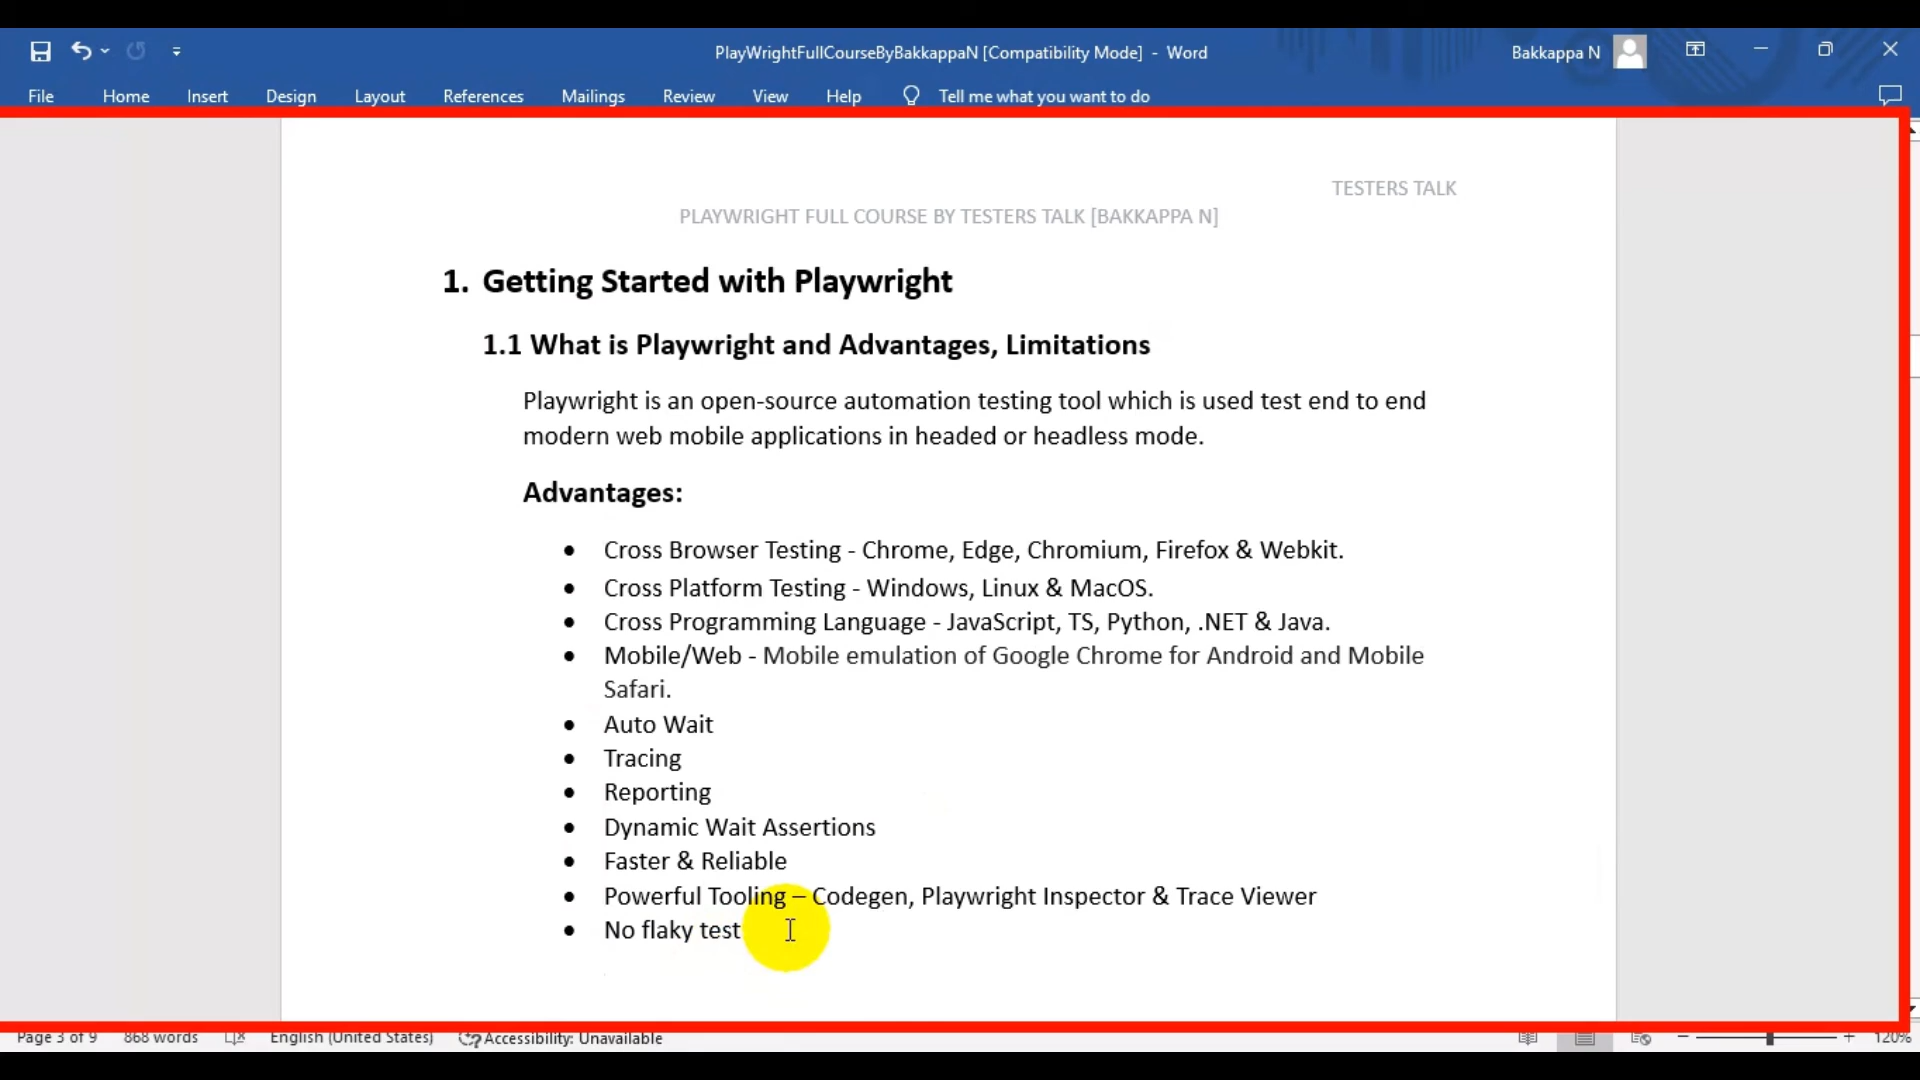 PlayWrightFullCourseByBakkappaN [Compatibility Mode] - Word
Bakkappa N
File Home Insert Design Layout References Mailings Review View Help Tell me what you want to do
TESTERS TALK
PLAYWRIGHT FULL COURSE BY TESTERS TALK [BAKKAPPA N]
1. Getting Started with Playwright
1.1 What is Playwright and Advantages, Limitations
Playwright is an open-source automation testing tool which is used test end to end
modern web mobile applications in headed or headless mode.
Advantages:
• Cross Browser Testing - Chrome, Edge, Chromium, Firefox & Webkit.
• Cross Platform Testing - Windows, Linux & MacOS.
• Cross Programming Language - JavaScript, TS, Python, .NET & Java.
• Mobile/Web - Mobile emulation of Google Chrome for Android and Mobile
Safari.
• Auto Wait
• Tracing
• Reporting
• Dynamic Wait Assertions
• Faster & Reliable
• Powerful Tooling – Codegen, Playwright Inspector & Trace Viewer
• No flaky test
Page 3 of 9 868 words English (United States) Accessibility: Unavailable 120%